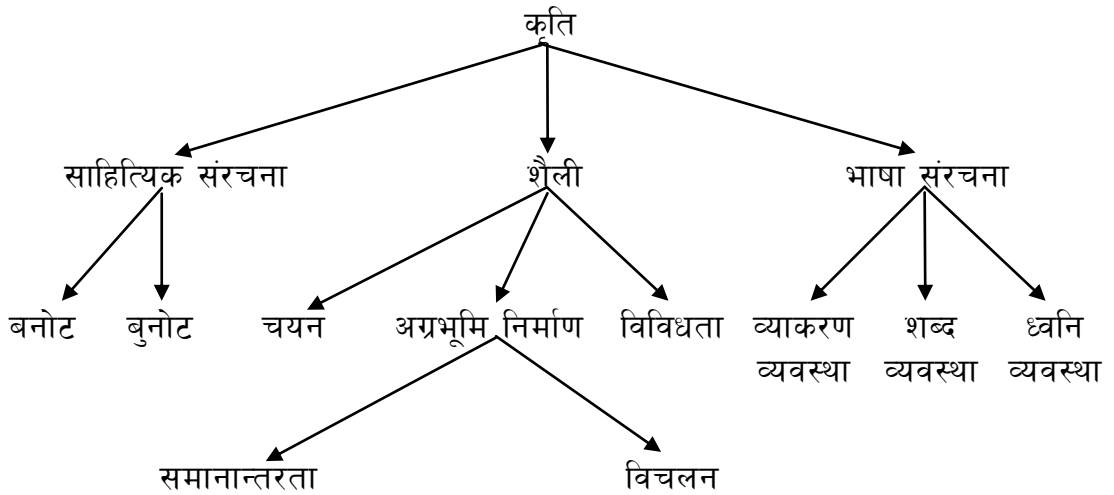 कृति
साहित्यिक संरचना शैली भाषा संरचना
बनोट बुनोट चयन अग्रभूमि निर्माण विविधता व्याकरण शब्द ध्वनि
व्यवस्था व्यवस्था व्यवस्था
समानान्तरता विचलन